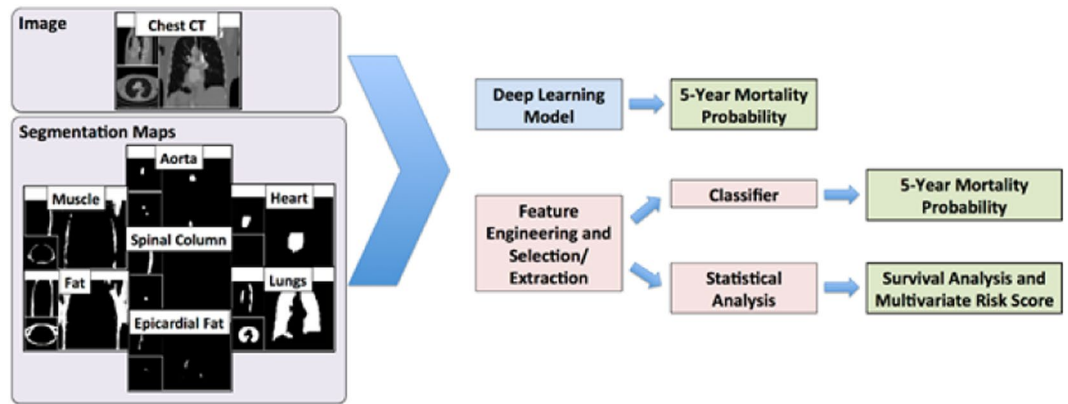 Image
Chest CT
Segmentation Maps
Aorta
Muscle
Heart
Spinal Column
Fat
Lungs
Epicardial Fat
Deep Learning
Model
5-Year Mortality
Probability
Feature
Engineering and
Selection/
Extraction
Classifier
5-Year Mortality
Probability
Statistical
Analysis
Survival Analysis and
Multivariate Risk Score